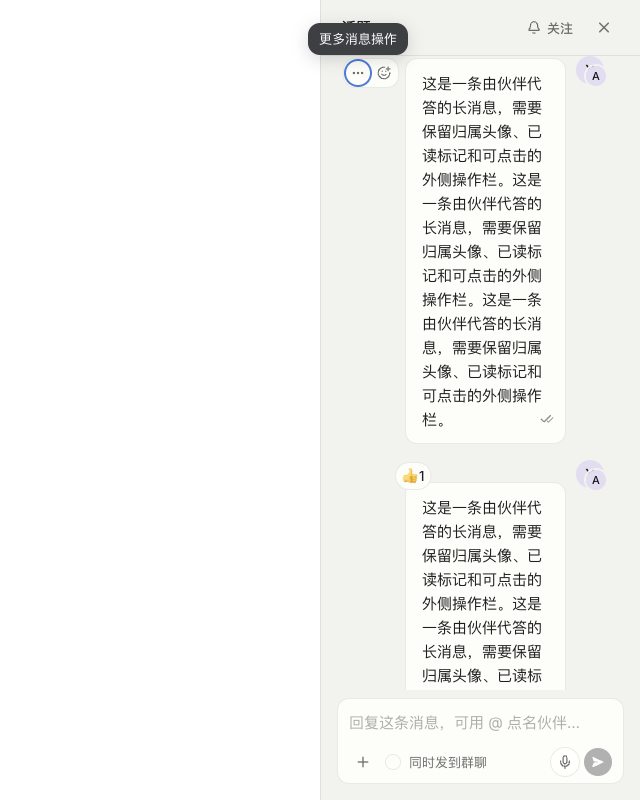 更多消息操作
关注
A
这是一条由伙伴代
答的长消息，需要
保留归属头像、已
读标记和可点击的
外侧操作栏。这是
一条由伙伴代答的
长消息，需要保留
归属头像、已读标
记和可点击的外侧
操作栏。这是一条
由伙伴代答的长消
息，需要保留归属
头像、已读标记和
可点击的外侧操作
栏。
👍1
A
这是一条由伙伴代
答的长消息，需要
保留归属头像、已
读标记和可点击的
外侧操作栏。这是
一条由伙伴代答的
长消息，需要保留
归属头像、已读标
回复这条消息，可用 @ 点名伙伴...
同时发到群聊